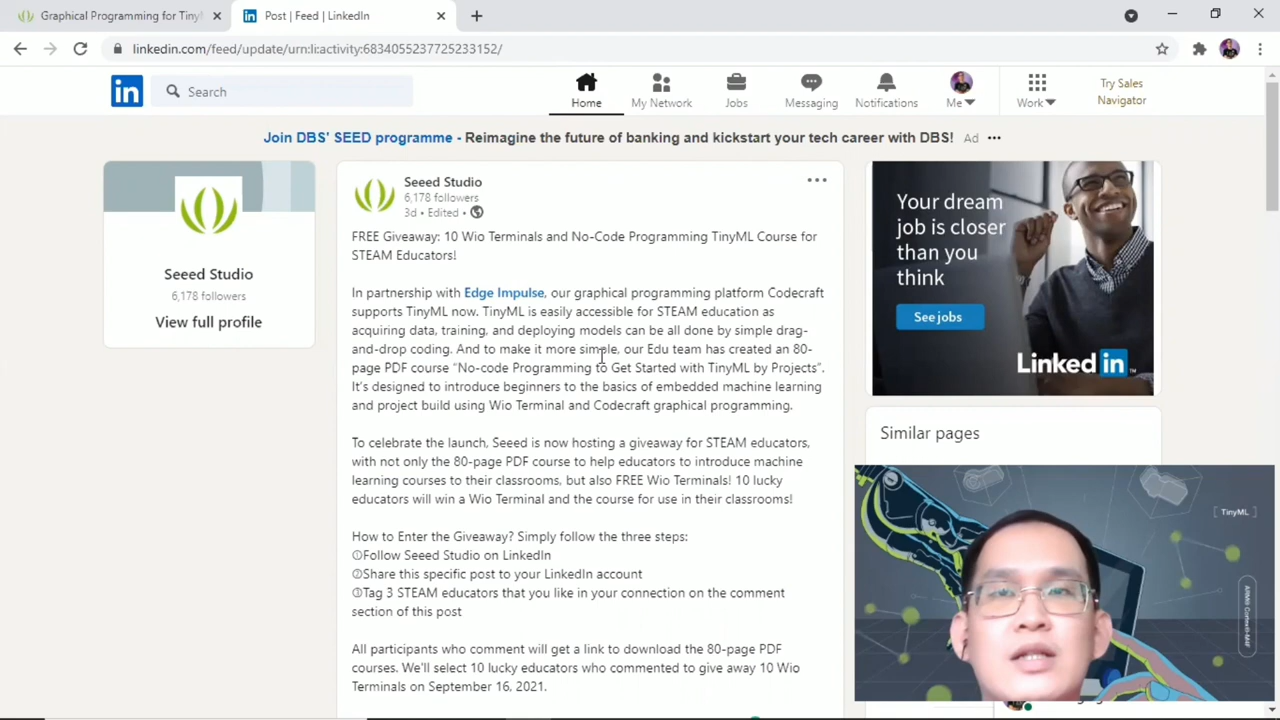 Graphical Programming for Tiny
Post | Feed | LinkedIn
linkedin.com/feed/update/urn:li:activity:6834055237725233152/
in
Search
Home
My Network
Jobs
Messaging
Notifications
Me
Work
Try Sales
Navigator
Join DBS' SEED programme - Reimagine the future of banking and kickstart your tech career with DBS!
Ad
Seeed Studio
6,178 followers
View full profile
Seeed Studio
6,178 followers
3d • Edited •
FREE Giveaway: 10 Wio Terminals and No-Code Programming TinyML Course for
STEAM Educators!
In partnership with Edge Impulse, our graphical programming platform Codecraft
supports TinyML now. TinyML is easily accessible for STEAM education as
acquiring data, training, and deploying models can be all done by simple drag-
and-drop coding. And to make it more simple, our Edu team has created an 80-
page PDF course “No-code Programming to Get Started with TinyML by Projects”.
It’s designed to introduce beginners to the basics of embedded machine learning
and project build using Wio Terminal and Codecraft graphical programming.
To celebrate the launch, Seeed is now hosting a giveaway for STEAM educators,
with not only the 80-page PDF course to help educators to introduce machine
learning courses to their classrooms, but also FREE Wio Terminals! 10 lucky
educators will win a Wio Terminal and the course for use in their classrooms!
How to Enter the Giveaway? Simply follow the three steps:
①Follow Seeed Studio on LinkedIn
②Share this specific post to your LinkedIn account
③Tag 3 STEAM educators that you like in your connection on the comment
section of this post
All participants who comment will get a link to download the 80-page PDF
courses. We'll select 10 lucky educators who commented to give away 10 Wio
Terminals on September 16, 2021.
Your dream
job is closer
than you
think
See jobs
Linked in
Similar pages
[ TinyML ]